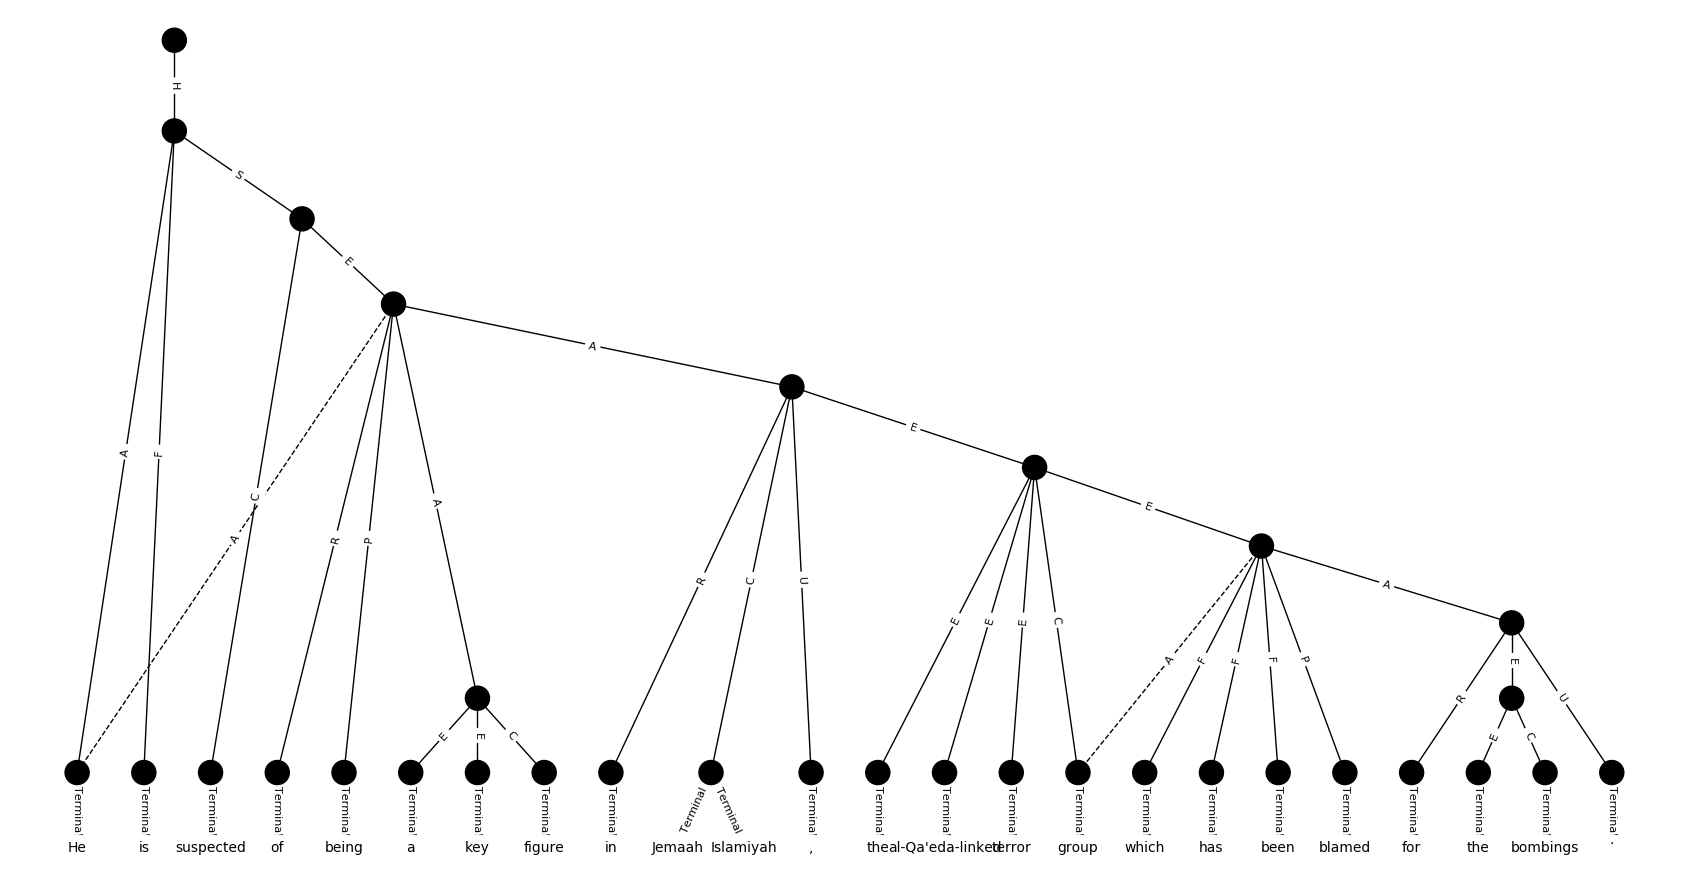 H
S
E
A
A F
E
A C
A
E
R P
A
R C U
E E E C
A F F F P
E
R
E
U
E E C
E C
Terminal Terminal Terminal Terminal Terminal Terminal Terminal Terminal Terminal Terminal Terminal Terminal Terminal Terminal Terminal Terminal Terminal Terminal Terminal Terminal Terminal Terminal Terminal Terminal
He is suspected of being a key figure in Jemaah Islamiyah , the al-Qa'eda-linked terror group which has been blamed for the bombings .